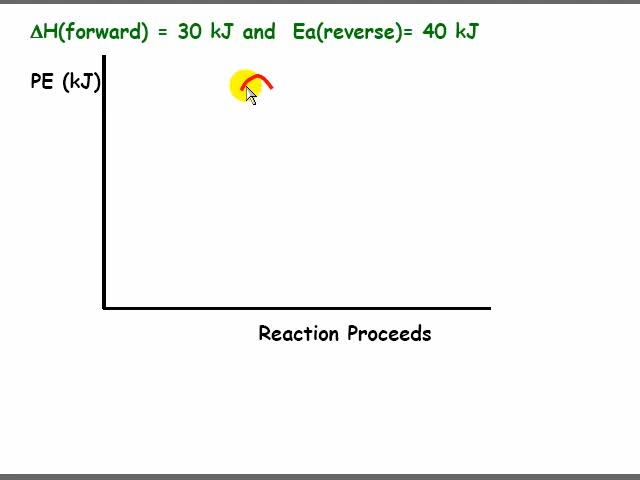 ΔH(forward) = 30 kJ and Ea(reverse)= 40 kJ
PE (kJ)
Reaction Proceeds